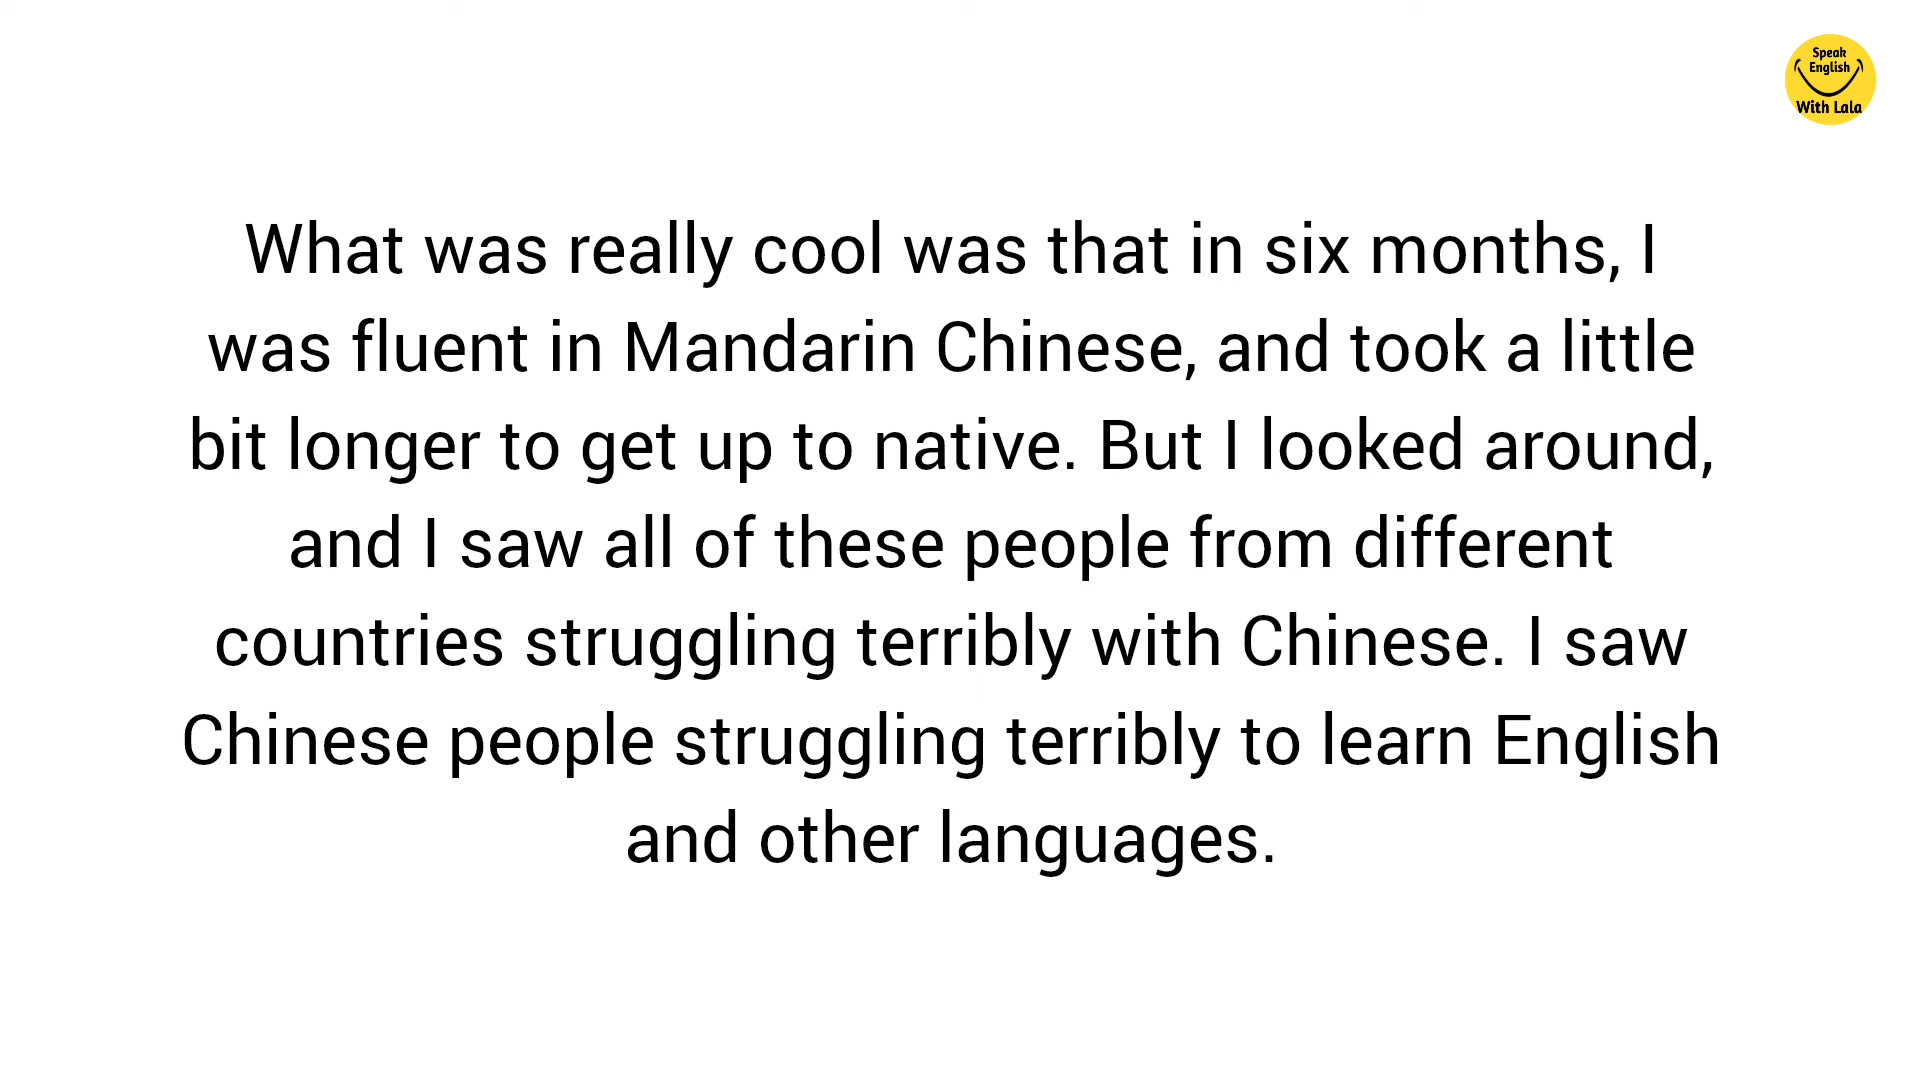 Speak
English
With Lala
What was really cool was that in six months, I
was fluent in Mandarin Chinese, and took a little
bit longer to get up to native. But I looked around,
and I saw all of these people from different
countries struggling terribly with Chinese. I saw
Chinese people struggling terribly to learn English
and other languages.